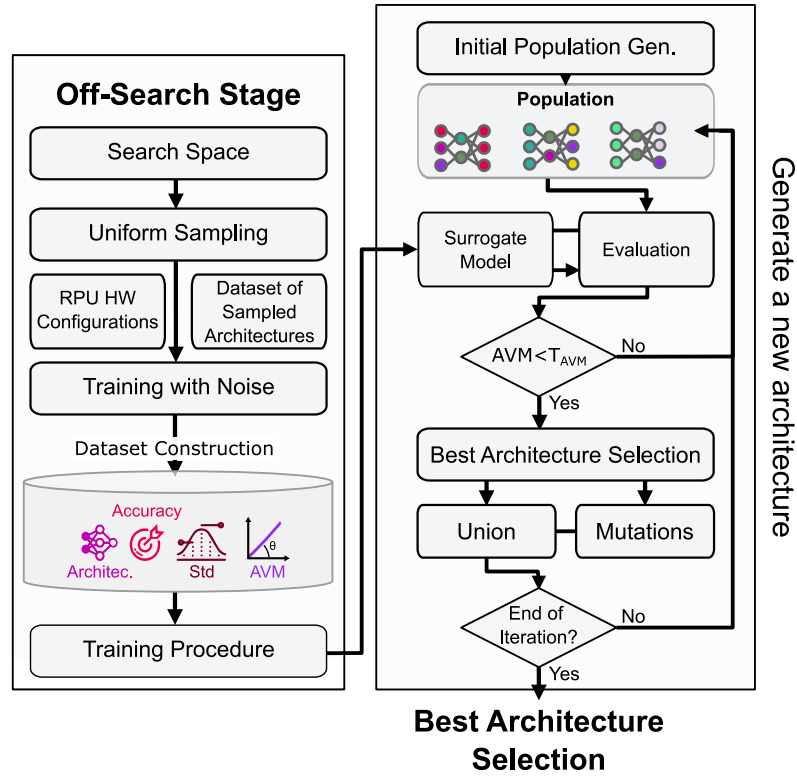 Off-Search Stage
Search Space
Uniform Sampling
RPU HW
Configurations
Dataset of
Sampled
Architectures
Training with Noise
Dataset Construction
Accuracy
Architec.
Std
θ
AVM
Training Procedure
Initial Population Gen.
Population
Surrogate
Model
Evaluation
AVM<T_AVM
No
Yes
Best Architecture Selection
Union
Mutations
End of
Iteration?
No
Yes
Best Architecture
Selection
Generate a new architecture